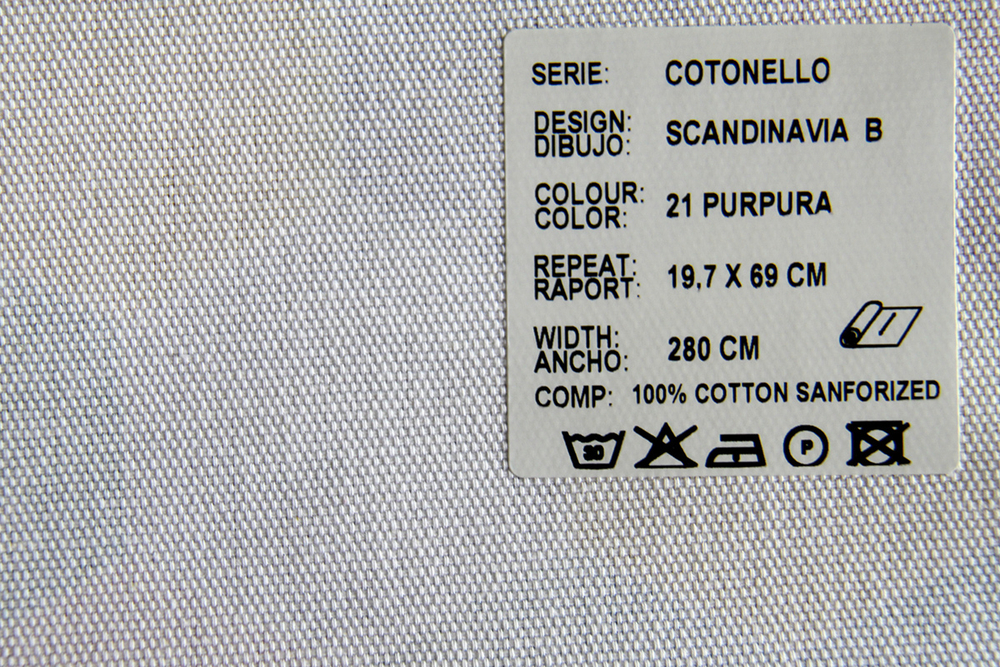 SERIE: COTONELLO
DESIGN:
DIBUJO: SCANDINAVIA B
COLOUR:
COLOR: 21 PURPURA
REPEAT:
RAPORT: 19,7 X 69 CM
WIDTH:
ANCHO: 280 CM
COMP: 100% COTTON SANFORIZED
30 P